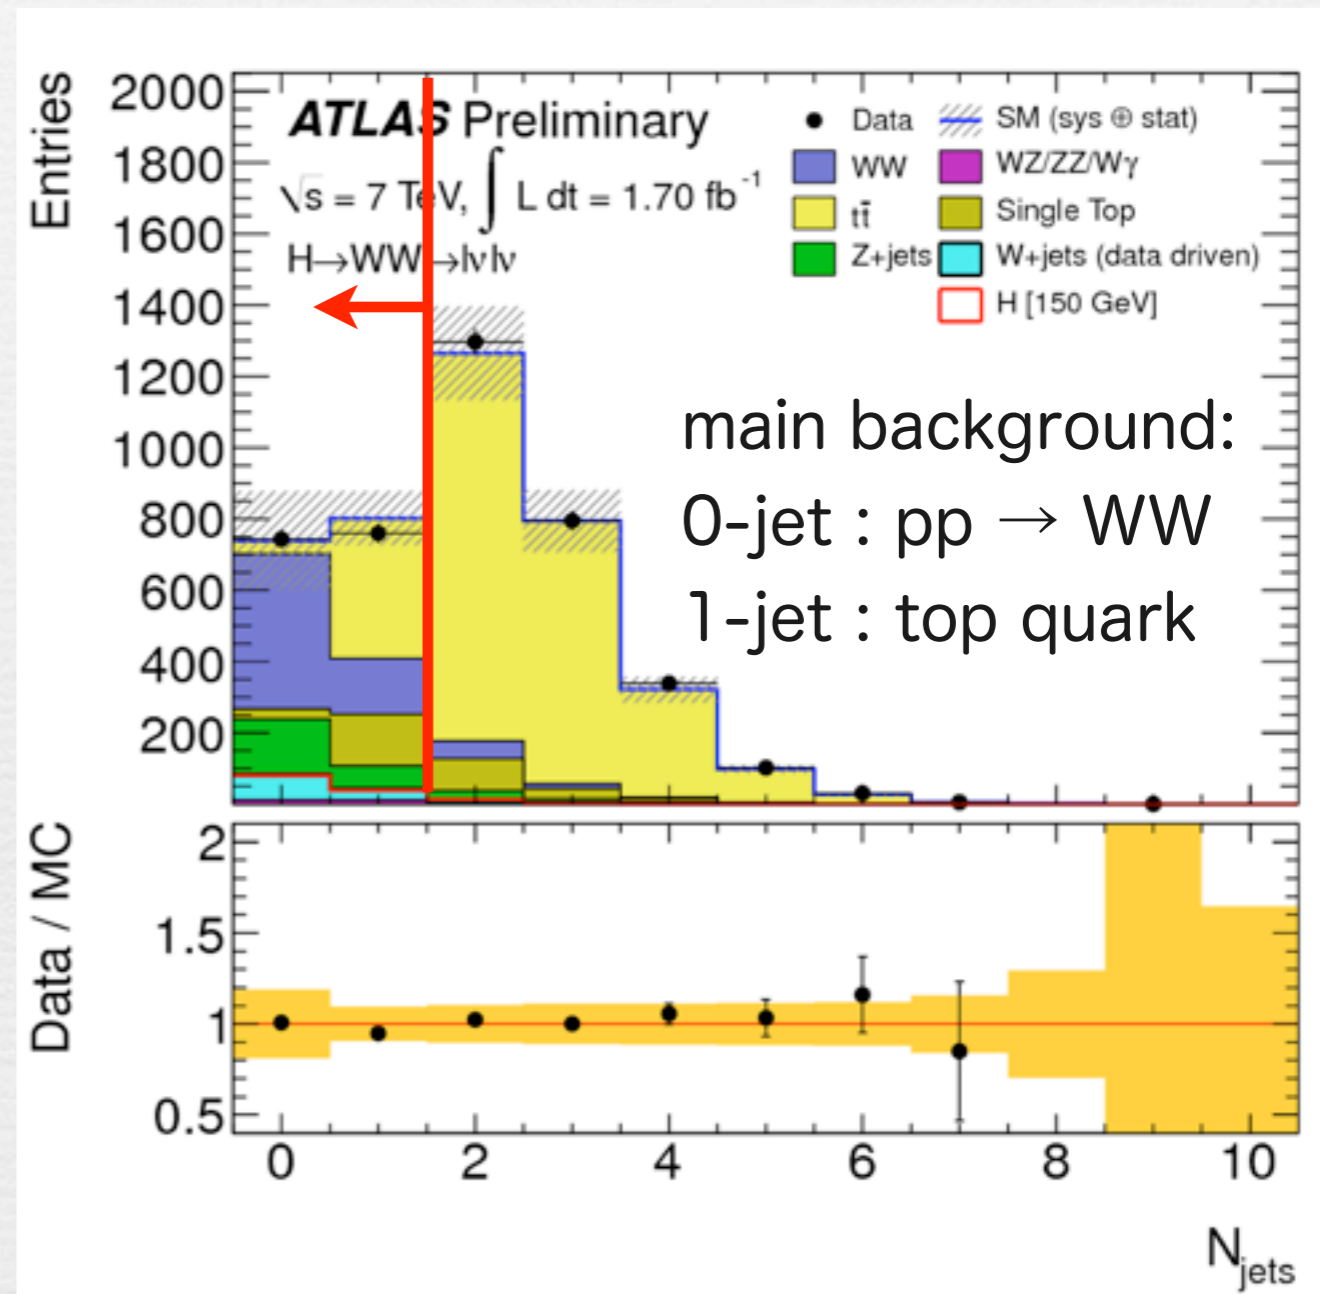 Entries
2000
1800
1600
1400
1200
1000
800
600
400
200
ATLAS Preliminary
√s = 7 TeV, ∫ L dt = 1.70 fb⁻¹
H→WW→lνlν
Data
WW
tt̄
Z+jets
SM (sys ⊕ stat)
WZ/ZZ/Wγ
Single Top
W+jets (data driven)
H [150 GeV]
main background:
0-jet : pp → WW
1-jet : top quark
Data / MC
2
1.5
1
0.5
0 2 4 6 8 10
N_jets